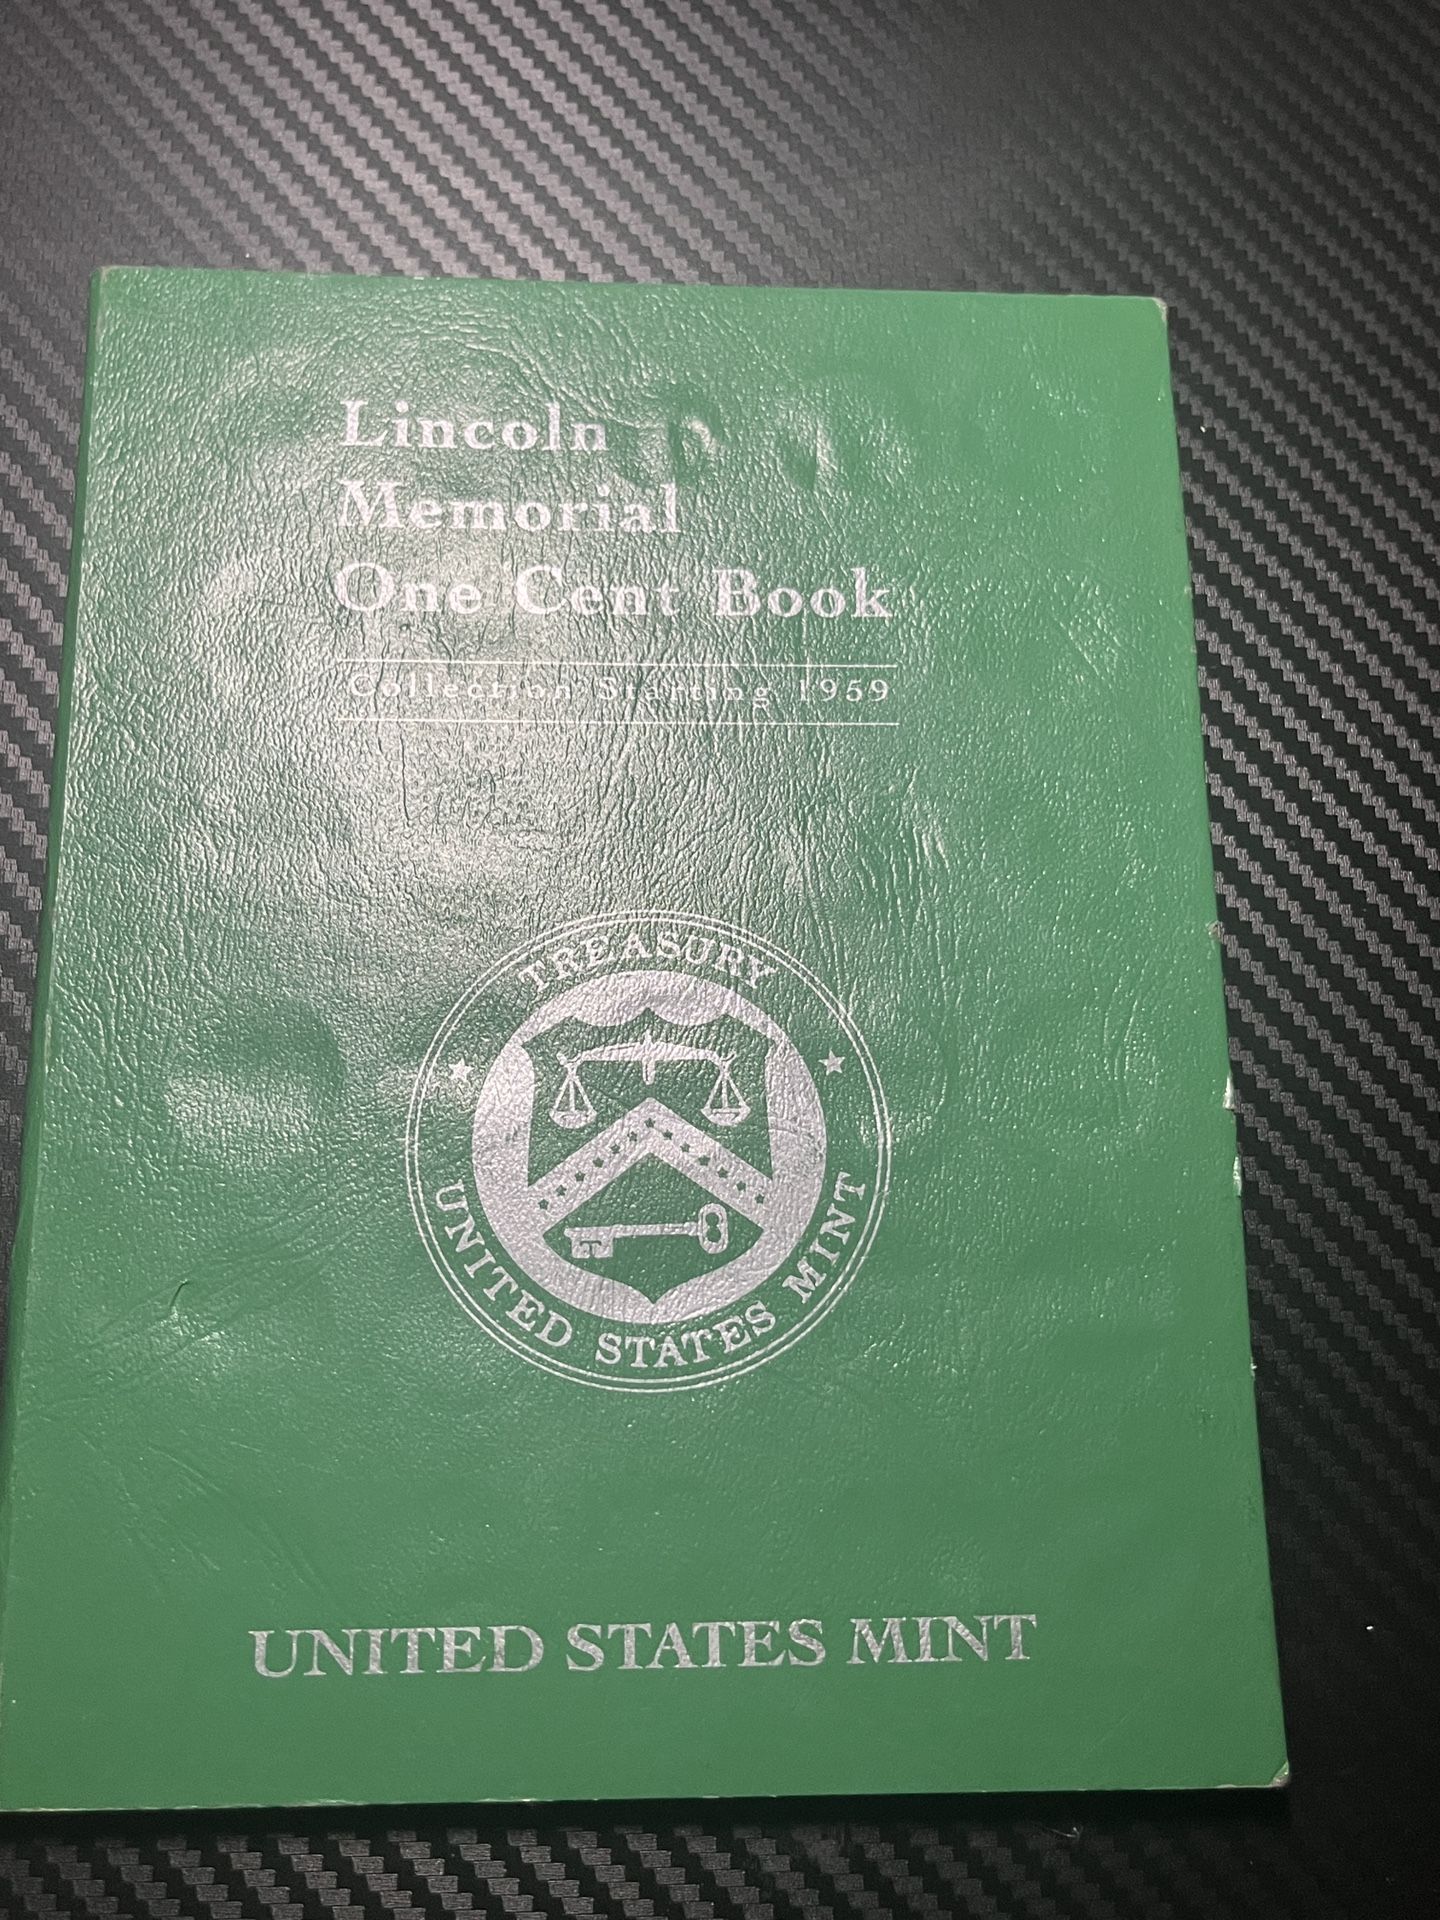 Lincoln
Memorial
One Cent Book
Collection Starting 1959
TREASURY
UNITED STATES MINT
UNITED STATES MINT